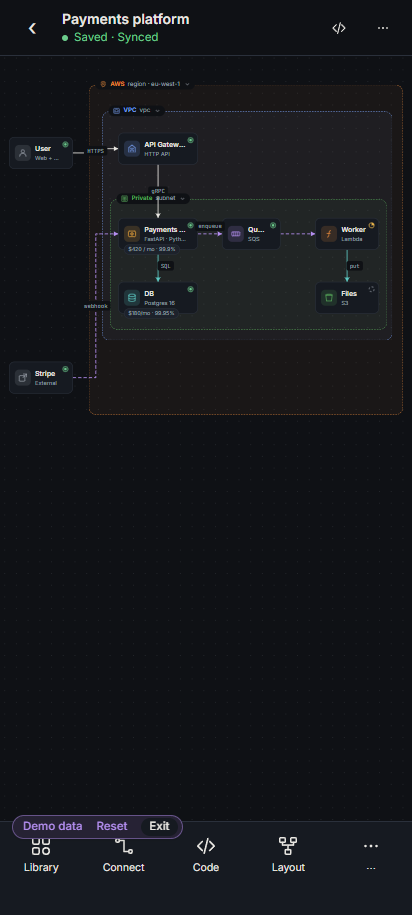 Payments platform
Saved · Synced
AWS region · eu-west-1
VPC vpc
User
Web + ...
HTTPS
API Gatew...
HTTP API
gRPC
Private subnet
Payments ...
FastAPI · Pyth...
$420 / mo · 99.9%
enqueue
Qu...
SQS
Worker
Lambda
SQL
put
DB
Postgres 16
$180/mo · 99.95%
Files
S3
webhook
Stripe
External
Demo data Reset Exit
Library Connect Code Layout ...